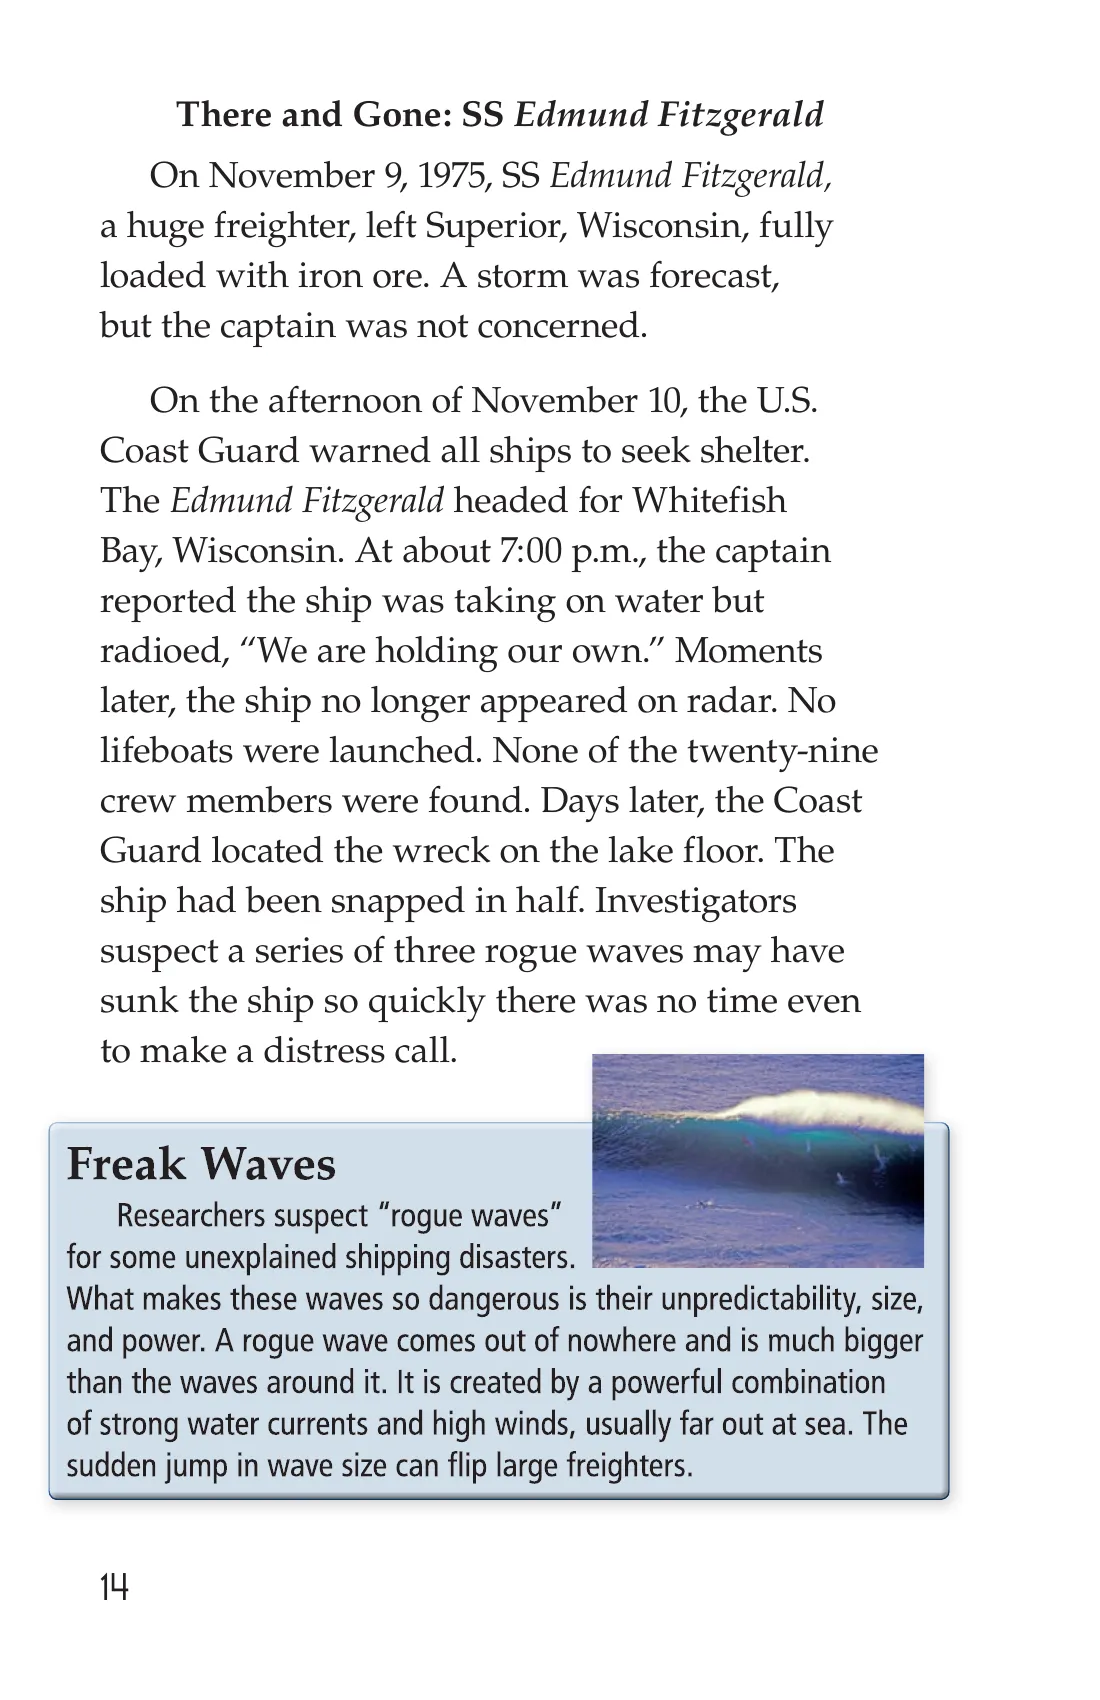 There and Gone: SS Edmund Fitzgerald
On November 9, 1975, SS Edmund Fitzgerald,
a huge freighter, left Superior, Wisconsin, fully
loaded with iron ore. A storm was forecast,
but the captain was not concerned.
On the afternoon of November 10, the U.S.
Coast Guard warned all ships to seek shelter.
The Edmund Fitzgerald headed for Whitefish
Bay, Wisconsin. At about 7:00 p.m., the captain
reported the ship was taking on water but
radioed, “We are holding our own.” Moments
later, the ship no longer appeared on radar. No
lifeboats were launched. None of the twenty-nine
crew members were found. Days later, the Coast
Guard located the wreck on the lake floor. The
ship had been snapped in half. Investigators
suspect a series of three rogue waves may have
sunk the ship so quickly there was no time even
to make a distress call.
Freak Waves
Researchers suspect “rogue waves”
for some unexplained shipping disasters.
What makes these waves so dangerous is their unpredictability, size,
and power. A rogue wave comes out of nowhere and is much bigger
than the waves around it. It is created by a powerful combination
of strong water currents and high winds, usually far out at sea. The
sudden jump in wave size can flip large freighters.
14